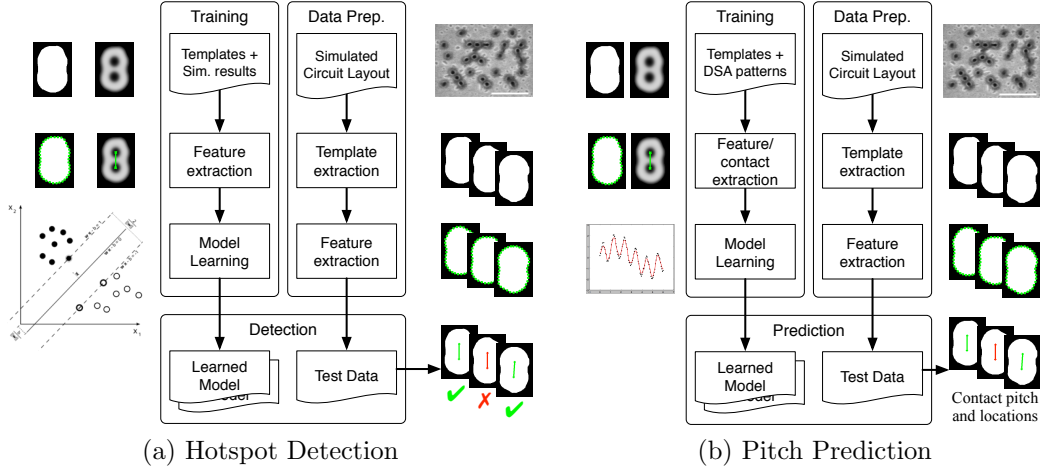 Training
Data Prep.
Templates +
Sim. results
Simulated
Circuit Layout
Feature
extraction
Template
extraction
Model
Learning
Feature
extraction
X₂
X₁
Detection
Learned
Model
Test Data
(a) Hotspot Detection
Training
Data Prep.
Templates +
DSA patterns
Simulated
Circuit Layout
Feature/
contact
extraction
Template
extraction
Model
Learning
Feature
extraction
Prediction
Learned
Model
Test Data
Contact pitch
and locations
(b) Pitch Prediction